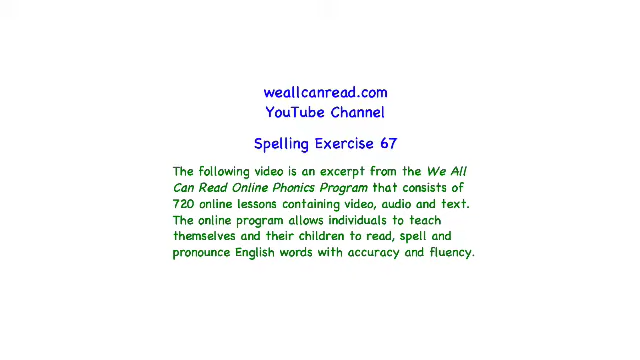 weallcanread.com
YouTube Channel
Spelling Exercise 67
The following video is an excerpt from the We All
Can Read Online Phonics Program that consists of
720 online lessons containing video, audio and text.
The online program allows individuals to teach
themselves and their children to read, spell and
pronounce English words with accuracy and fluency.